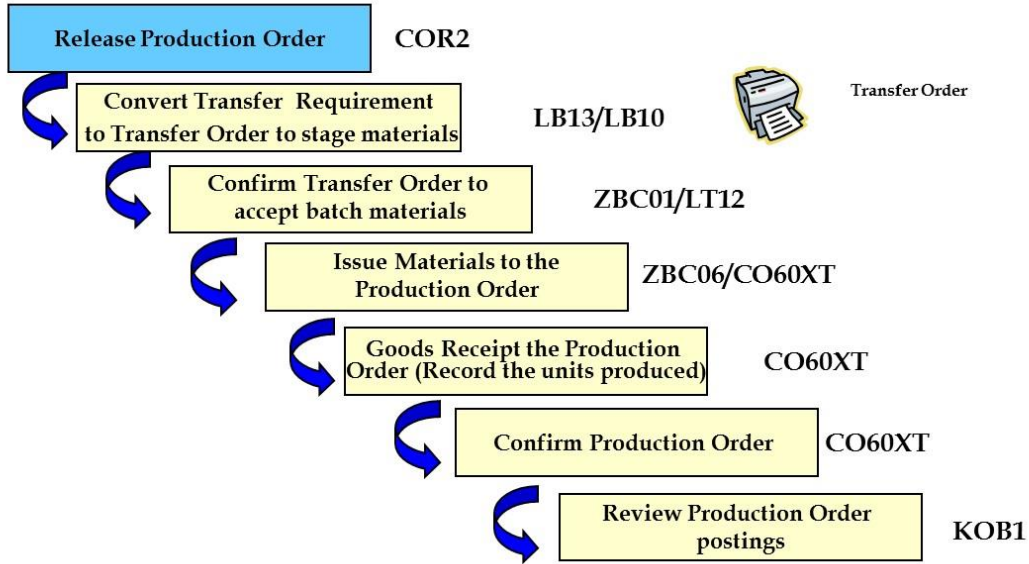 Release Production Order
COR2
Convert Transfer Requirement
to Transfer Order to stage materials
LB13/LB10
Transfer Order
Confirm Transfer Order to
accept batch materials
ZBC01/LT12
Issue Materials to the
Production Order
ZBC06/CO60XT
Goods Receipt the Production
Order (Record the units produced)
CO60XT
Confirm Production Order
CO60XT
Review Production Order
postings
KOB1